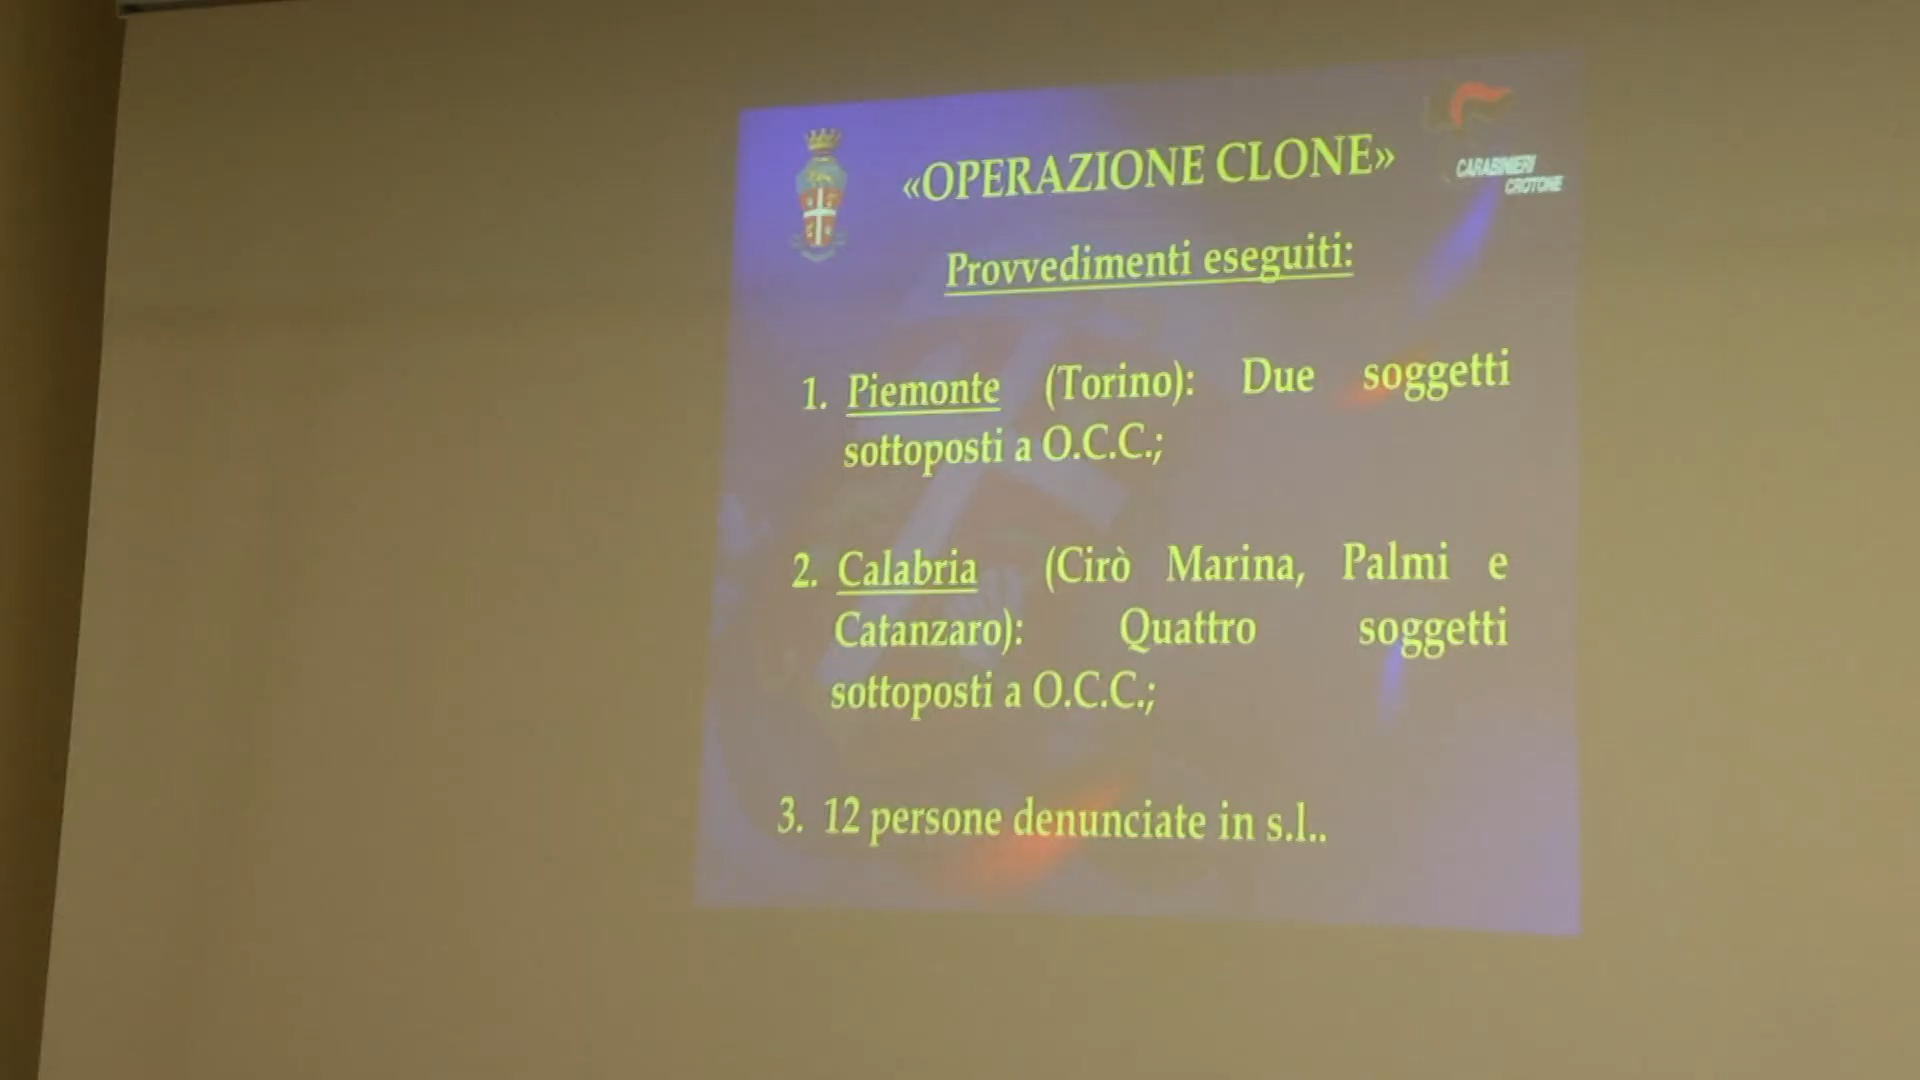 «OPERAZIONE CLONE»
CARABINIERI
CROTONE
Provvedimenti eseguiti:
1. Piemonte (Torino): Due soggetti
sottoposti a O.C.C.;
2. Calabria (Cirò Marina, Palmi e
Catanzaro): Quattro soggetti
sottoposti a O.C.C.;
3. 12 persone denunciate in s.l..